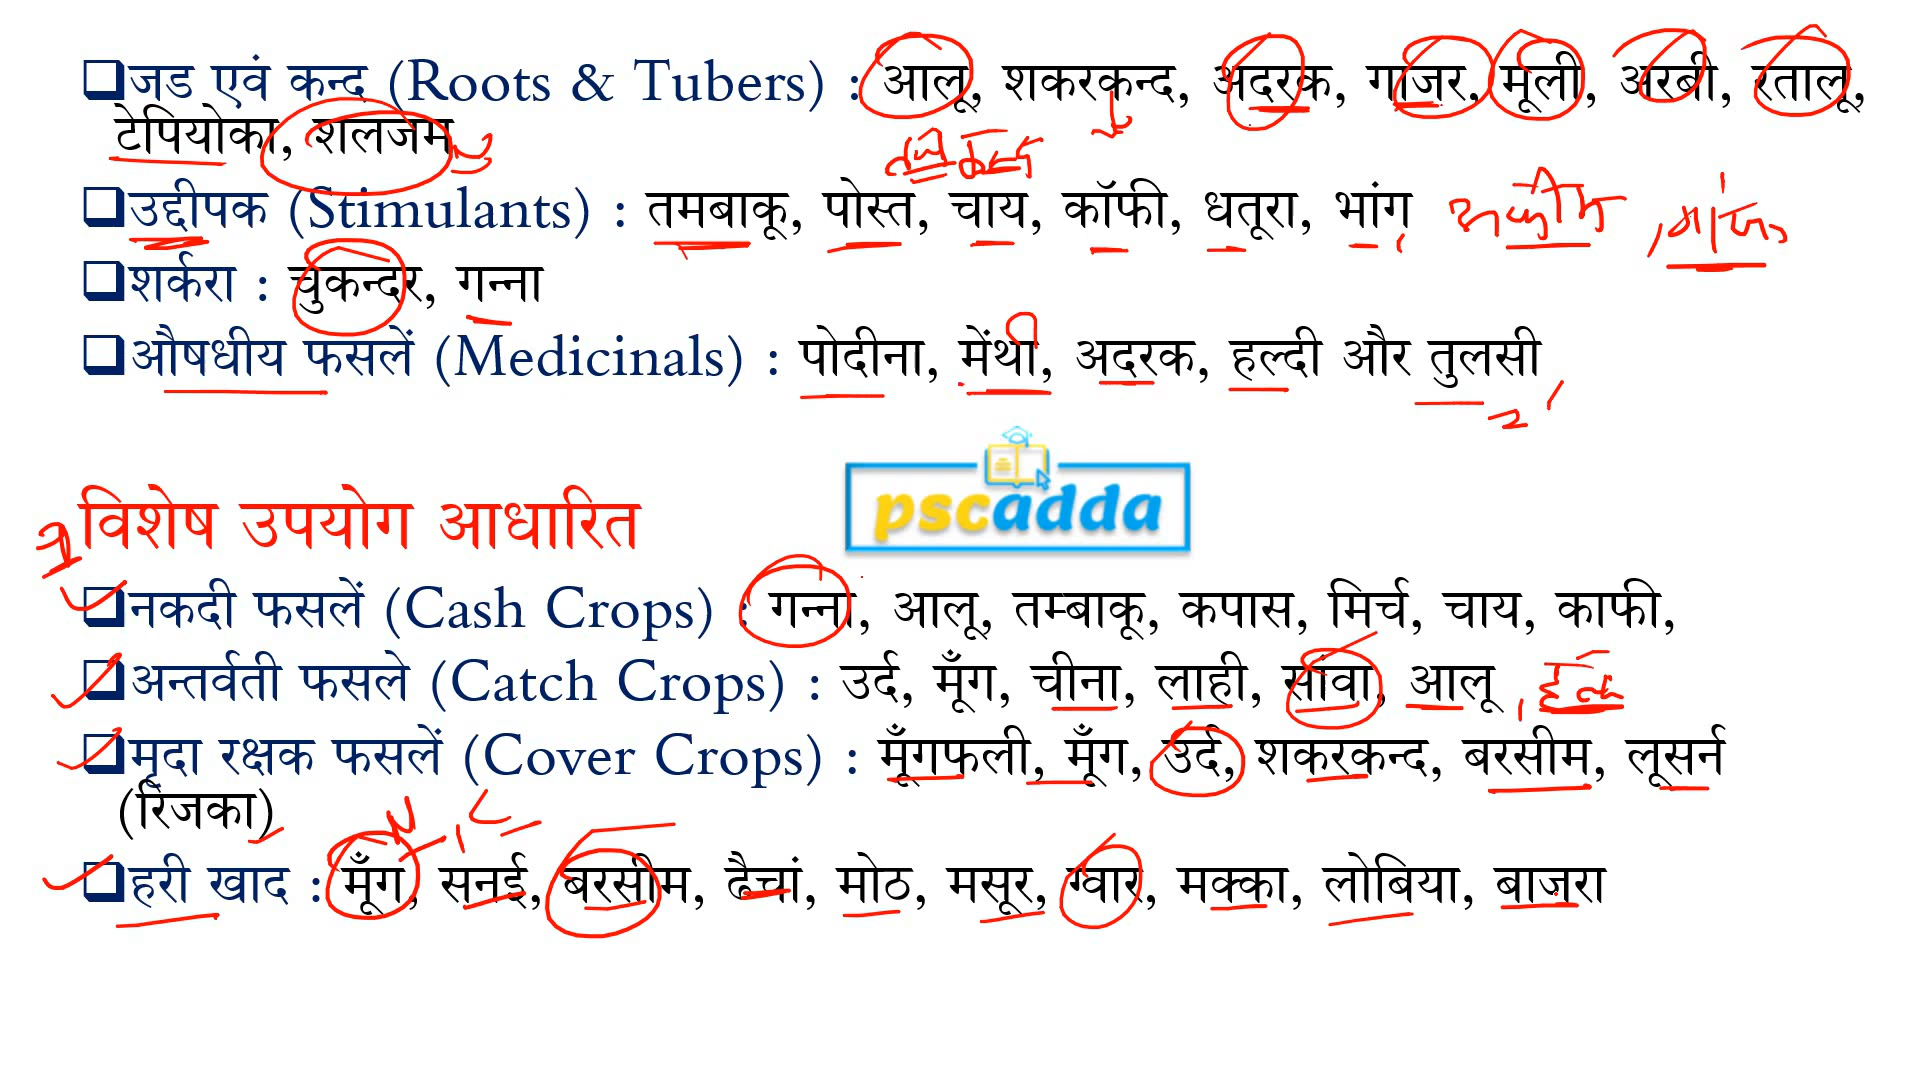 जड एवं कन्द (Roots & Tubers) : आलू, शकरकन्द, अदरक, गाजर, मूली, अरबी, रतालू,
टेपियोका, शलजम
उद्दीपक (Stimulants) : तमबाकू, पोस्त, चाय, कॉफी, धतूरा, भांग
शर्करा : चुकन्दर, गन्ना
औषधीय फसलें (Medicinals) : पोदीना, मेंथी, अदरक, हल्दी और तुलसी
pscadda
विशेष उपयोग आधारित
नकदी फसलें (Cash Crops) : गन्ना, आलू, तम्बाकू, कपास, मिर्च, चाय, काफी,
अन्तर्वती फसले (Catch Crops) : उर्द, मूँग, चीना, लाही, सांवा, आलू
मृदा रक्षक फसलें (Cover Crops) : मूँगफली, मूँग, उर्द, शकरकन्द, बरसीम, लूसर्न
(रिजका)
हरी खाद : मूँग, सनई, बरसीम, ढैचां, मोठ, मसूर, ग्वार, मक्का, लोबिया, बाजरा